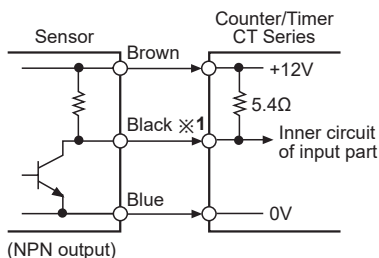 Counter/Timer
CT Series
Sensor
Brown
+12V
5.4Ω
Black ※1
Inner circuit
of input part
Blue
0V
(NPN output)